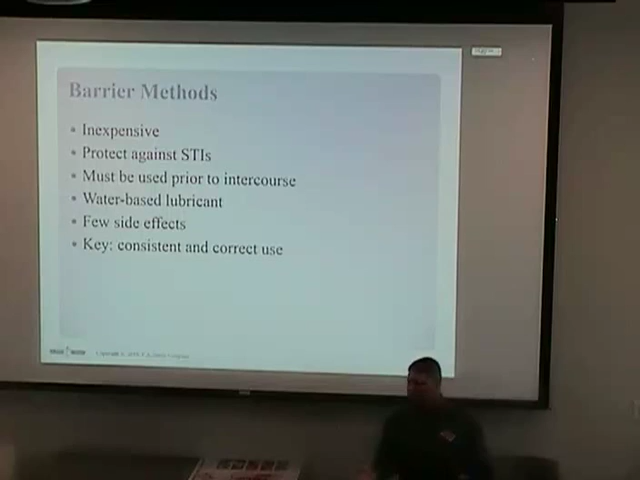 Barrier Methods
• Inexpensive
• Protect against STIs
• Must be used prior to intercourse
• Water-based lubricant
• Few side effects
• Key: consistent and correct use